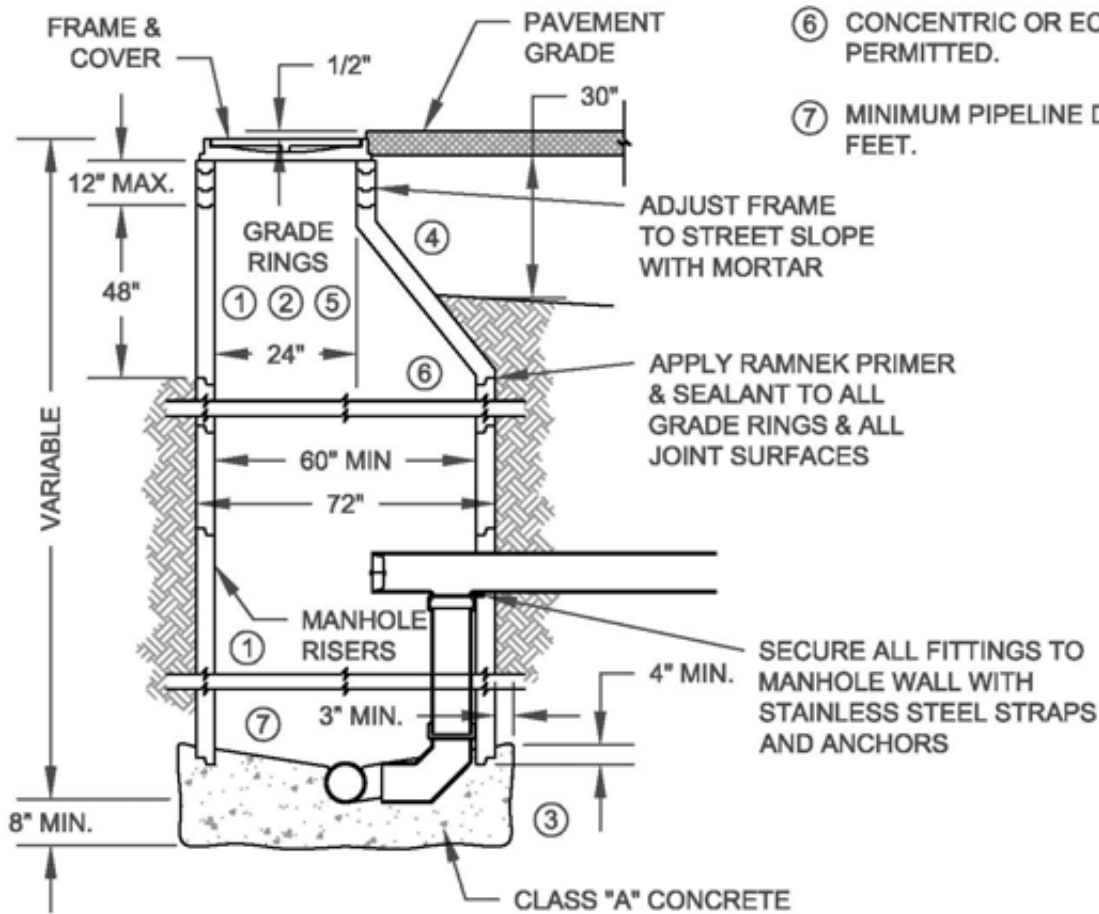 FRAME &
COVER
1/2"
PAVEMENT
GRADE
30"
⑥ CONCENTRIC OR
PERMITTED.
⑦ MINIMUM PIPELINE
FEET.
12" MAX.
GRADE
RINGS
① ② ⑤
48"
24"
④
⑥
ADJUST FRAME
TO STREET SLOPE
WITH MORTAR
APPLY RAMNEK PRIMER
& SEALANT TO ALL
GRADE RINGS & ALL
JOINT SURFACES
VARIABLE
60" MIN
72"
MANHOLE
RISERS
①
3" MIN.
4" MIN.
⑦
SECURE ALL FITTINGS TO
MANHOLE WALL WITH
STAINLESS STEEL STRAPS
AND ANCHORS
8" MIN.
③
CLASS "A" CONCRETE